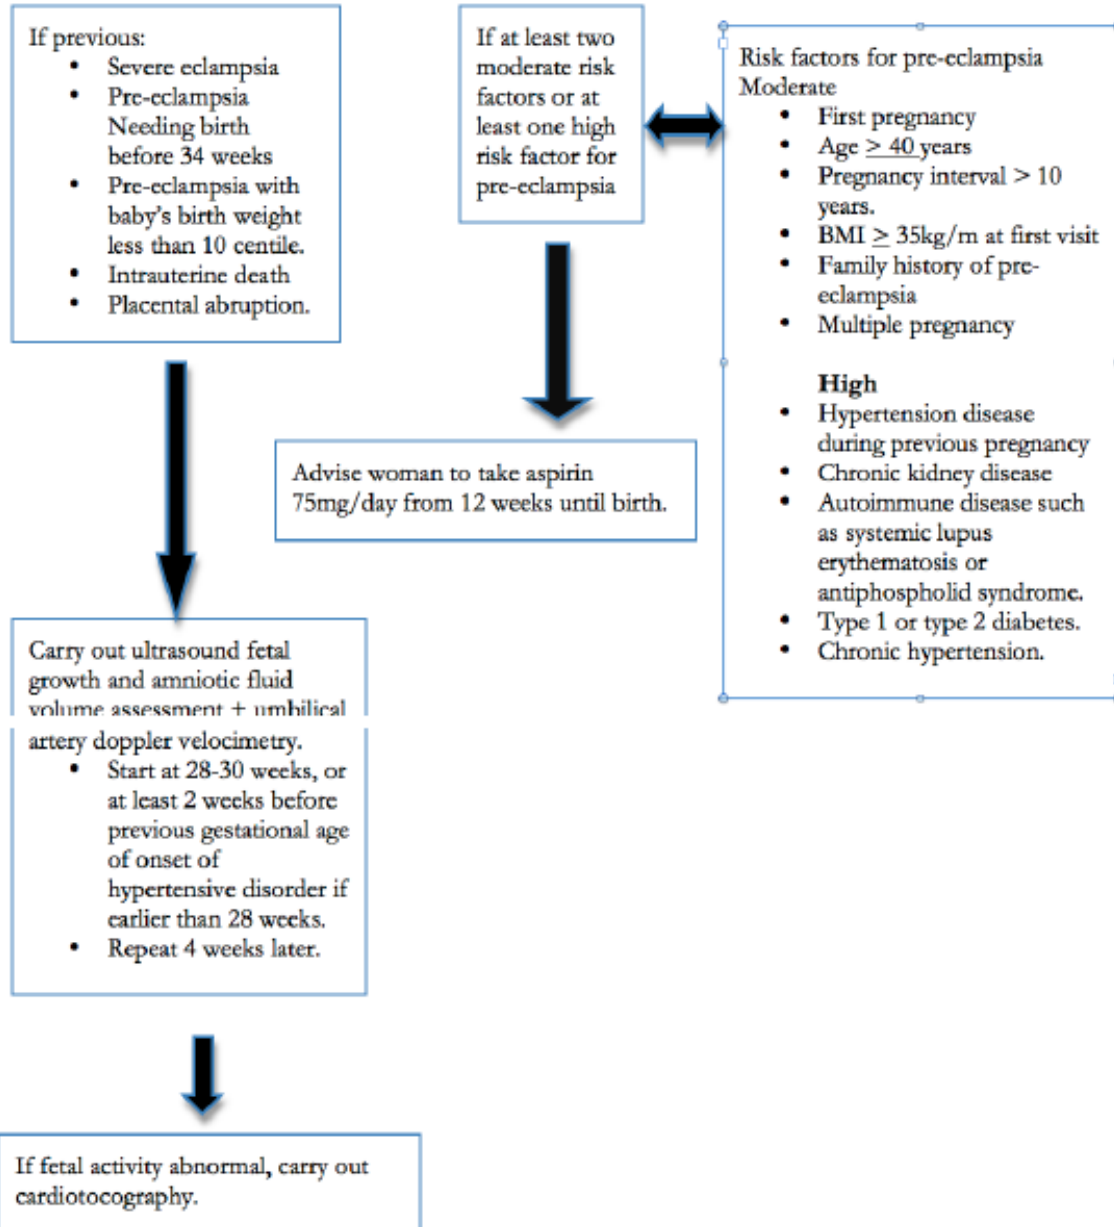 If previous:
• Severe eclampsia
• Pre-eclampsia
Needing birth
before 34 weeks
• Pre-eclampsia with
baby's birth weight
less than 10 centile.
• Intrauterine death
• Placental abruption.
If at least two
moderate risk
factors or at
least one high
risk factor for
pre-eclampsia
Risk factors for pre-eclampsia
Moderate
• First pregnancy
• Age ≥ 40 years
• Pregnancy interval > 10
years.
• BMI ≥ 35kg/m at first visit
• Family history of pre-
eclampsia
• Multiple pregnancy
High
• Hypertension disease
during previous pregnancy
• Chronic kidney disease
• Autoimmune disease such
as systemic lupus
erythematosis or
antiphospholid syndrome.
• Type 1 or type 2 diabetes.
• Chronic hypertension.
Advise woman to take aspirin
75mg/day from 12 weeks until birth.
Carry out ultrasound fetal
growth and amniotic fluid
volume assessment + umbilical
artery doppler velocimetry.
• Start at 28-30 weeks, or
at least 2 weeks before
previous gestational age
of onset of
hypertensive disorder if
earlier than 28 weeks.
• Repeat 4 weeks later.
If fetal activity abnormal, carry out
cardiotocography.